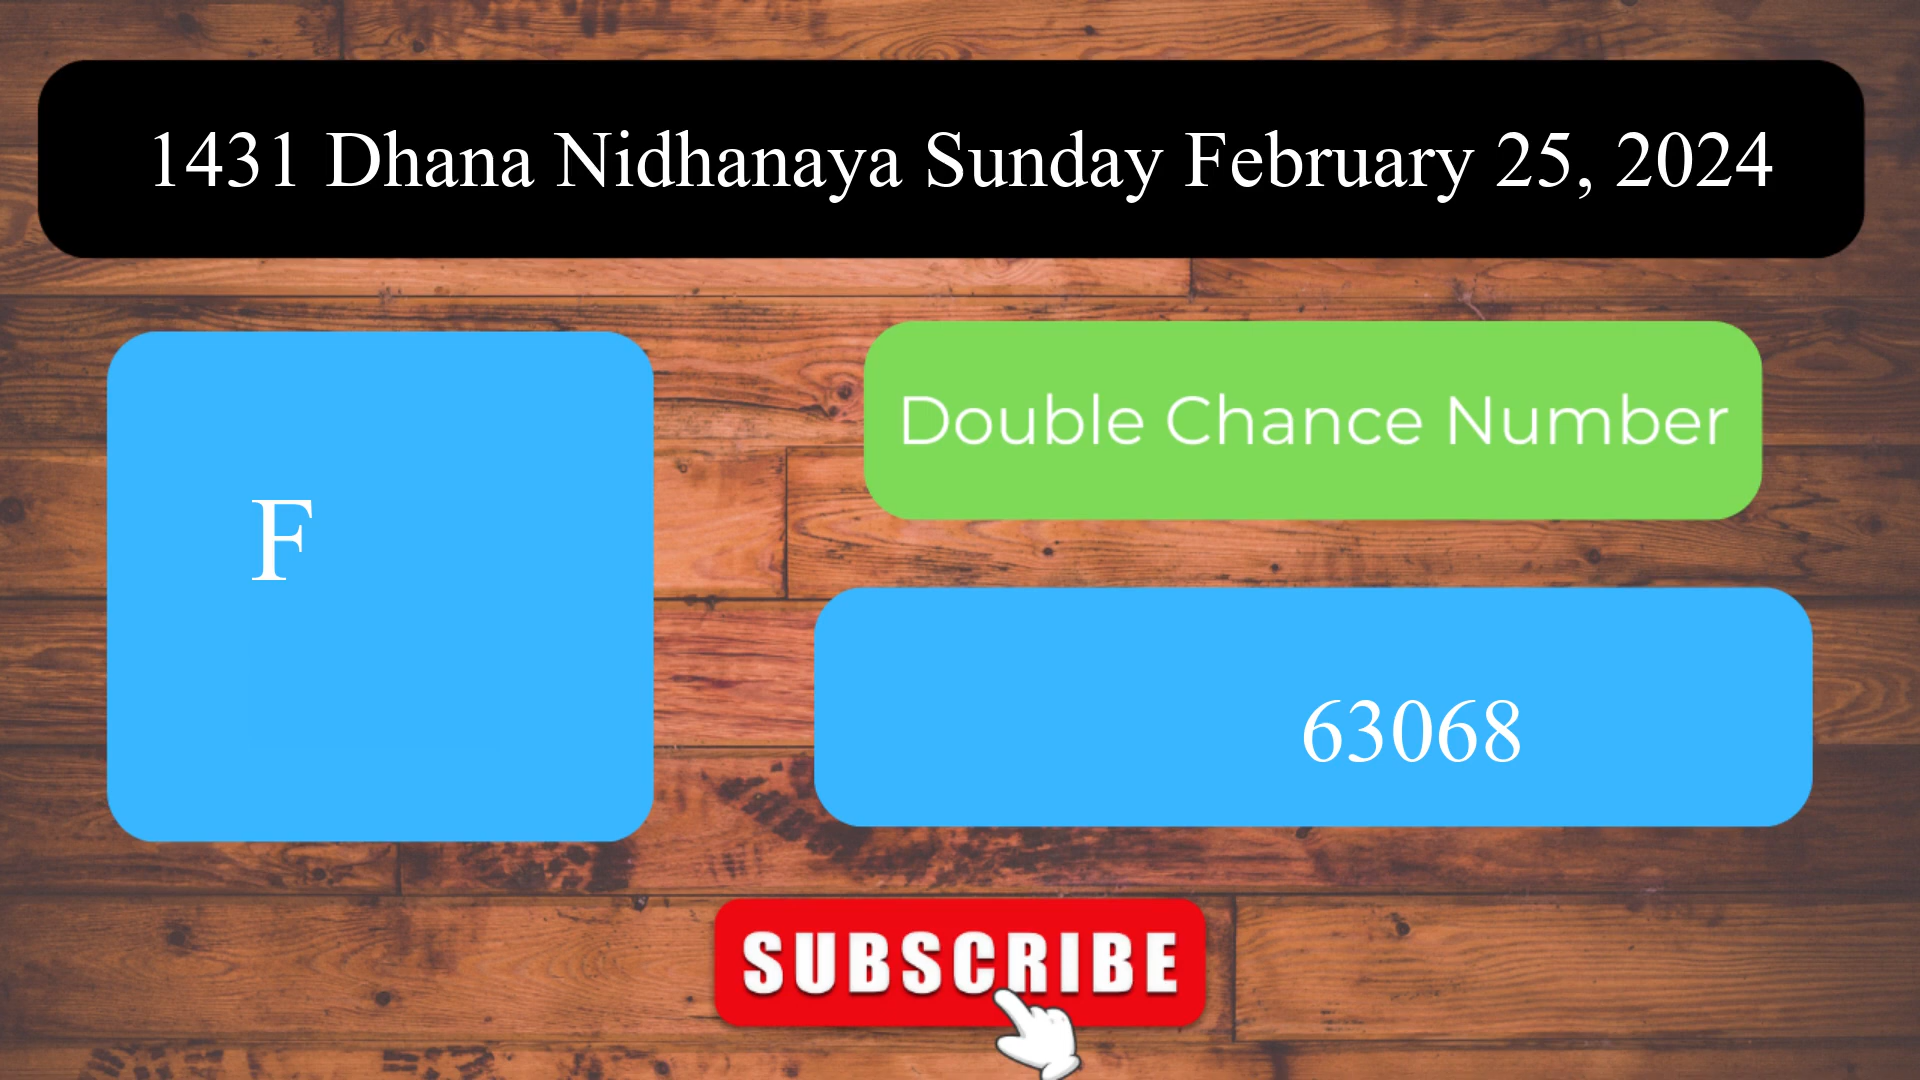 1431 Dhana Nidhanaya Sunday February 25, 2024
F
Double Chance Number
63068
SUBSCRIBE